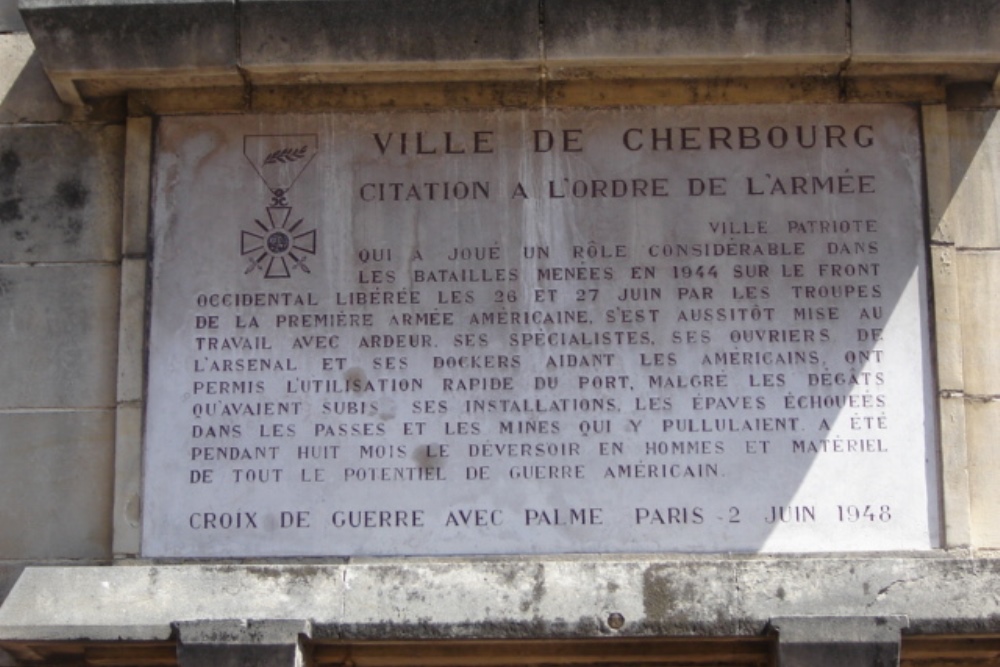 VILLE DE CHERBOURG
CITATION A L'ORDRE DE L'ARMÉE
VILLE PATRIOTE
QUI A JOUÉ UN RÔLE CONSIDÉRABLE DANS
LES BATAILLES MENÉES EN 1944 SUR LE FRONT
OCCIDENTAL LIBÉRÉE LES 26 ET 27 JUIN PAR LES TROUPES
DE LA PREMIÈRE ARMÉE AMÉRICAINE, S'EST AUSSITÔT MISE AU
TRAVAIL AVEC ARDEUR. SES SPÉCIALISTES, SES OUVRIERS DE
L'ARSENAL ET SES DOCKERS AIDANT LES AMÉRICAINS, ONT
PERMIS L'UTILISATION RAPIDE DU PORT, MALGRÉ LES DÉGÂTS
QU'AVAIENT SUBIS SES INSTALLATIONS, LES ÉPAVES ÉCHOUÉES
DANS LES PASSES ET LES MINES QUI Y PULLULAIENT. A ÉTÉ
PENDANT HUIT MOIS LE DÉVERSOIR EN HOMMES ET MATÉRIEL
DE TOUT LE POTENTIEL DE GUERRE AMÉRICAIN.
CROIX DE GUERRE AVEC PALME PARIS - 2 JUIN 1948